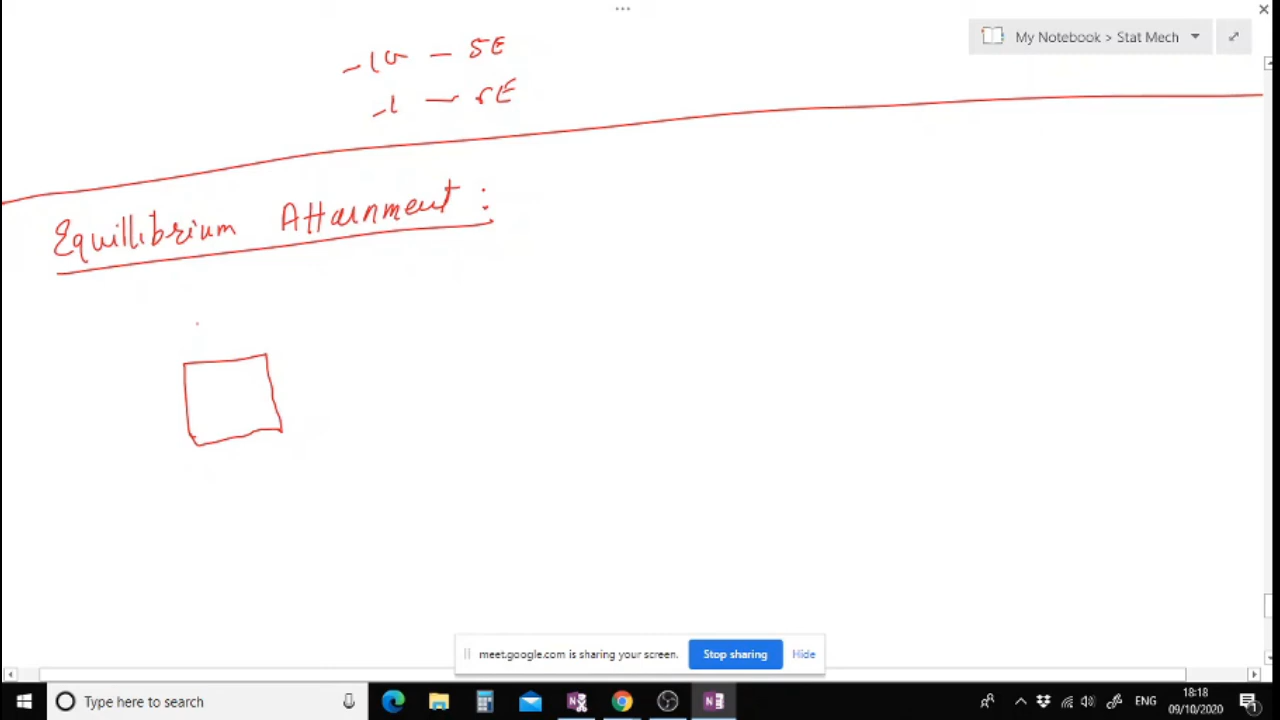 My Notebook > Stat Mech
-10 — 5E
-1 — 5E
Equillibrium Attainment :
meet.google.com is sharing your screen.
Stop sharing
Hide
Type here to search
ENG
18:18
09/10/2020